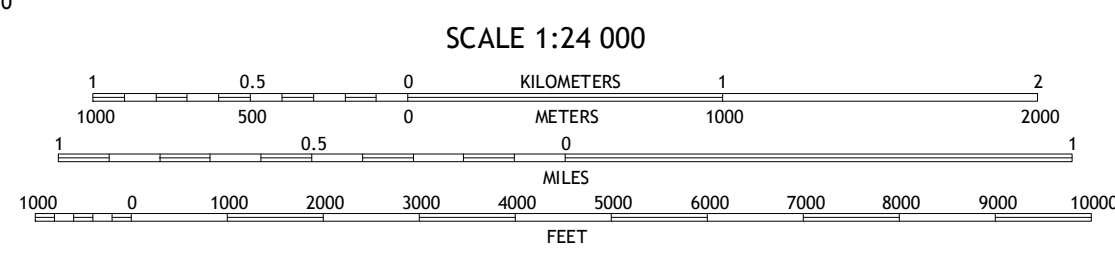 0
SCALE 1:24 000
1 0.5 0 KILOMETERS 1 2
1000 500 0 METERS 1000 2000
1 0.5 0 1
MILES
1000 0 1000 2000 3000 4000 5000 6000 7000 8000 9000 10000
FEET